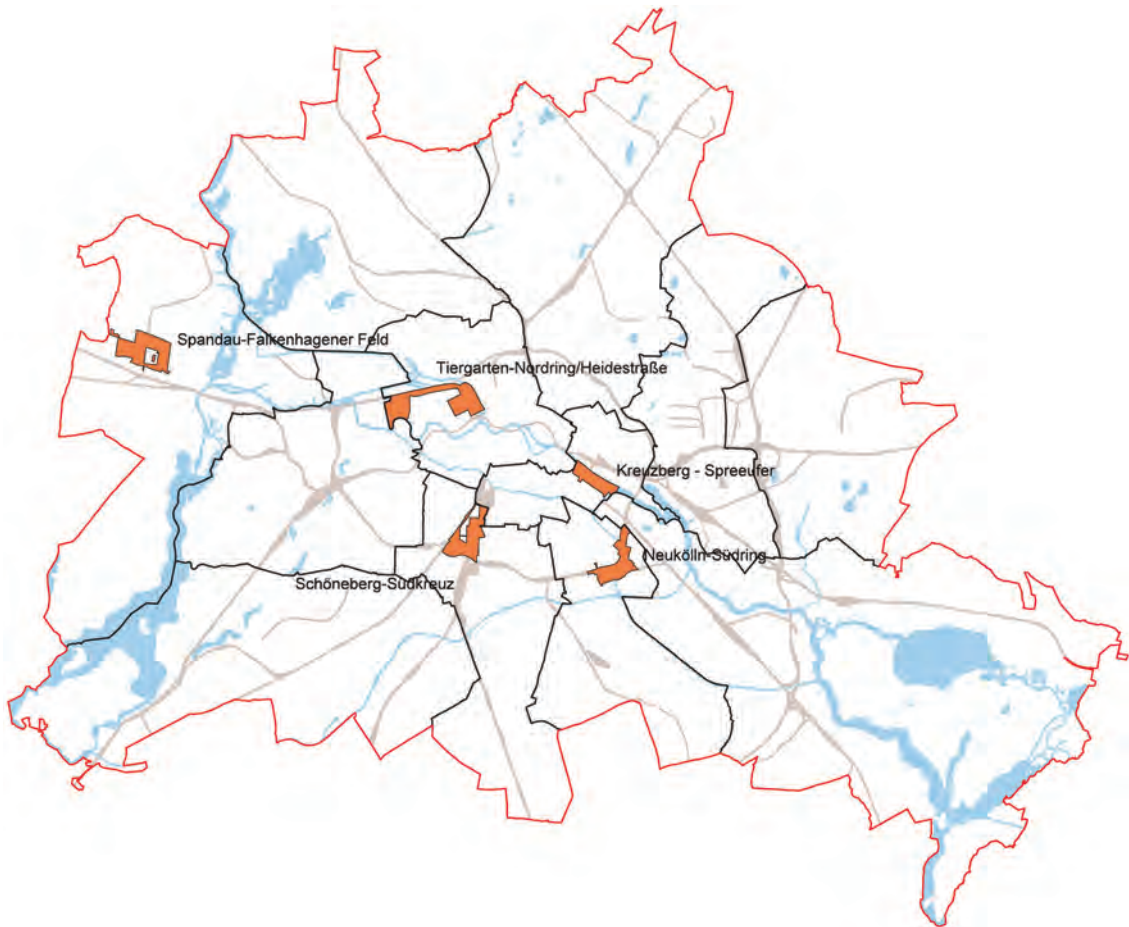 Spandau-Falkenhagener Feld
Tiergarten-Nordring/Heidestraße
Kreuzberg - Spreeufer
Neukölln-Südring
Schöneberg-Südkreuz